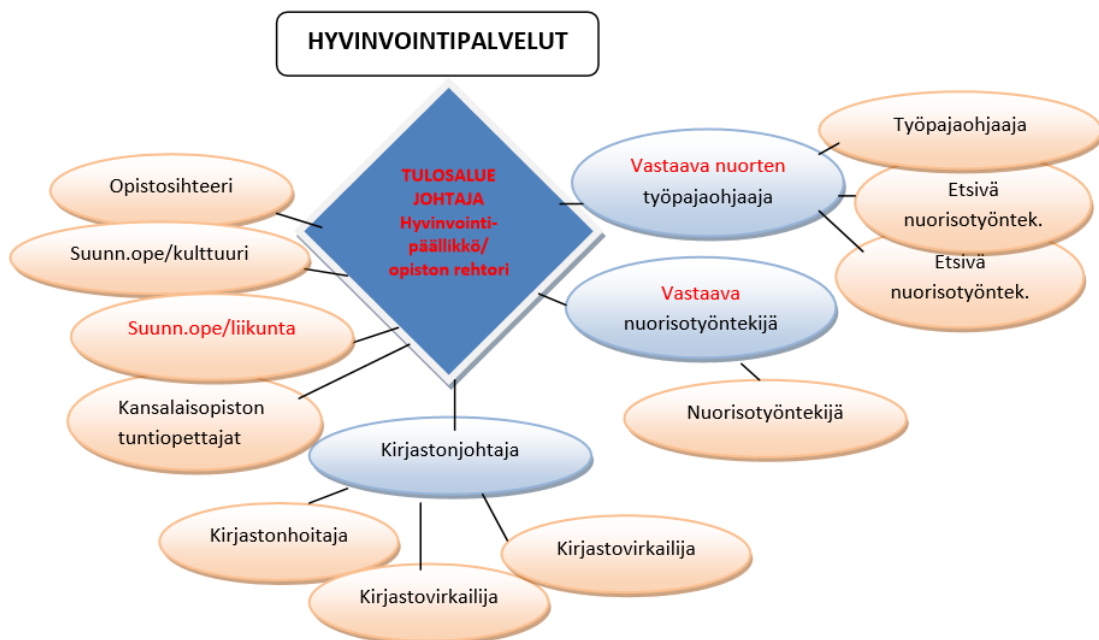 HYVINVOINTIPALVELUT
TULOSALUE
JOHTAJA
Hyvinvointi-
päällikkö/
opiston rehtori
Opistosihteeri
Suunn.ope/kulttuuri
Suunn.ope/liikunta
Kansalaisopiston
tuntiopettajat
Vastaava nuorten
työpajaohjaaja
Työpajaohjaaja
Etsivä
nuorisotyöntek.
Etsivä
nuorisotyöntek.
Vastaava
nuorisotyöntekijä
Nuorisotyöntekijä
Kirjastonjohtaja
Kirjastonhoitaja
Kirjastovirkailija
Kirjastovirkailija